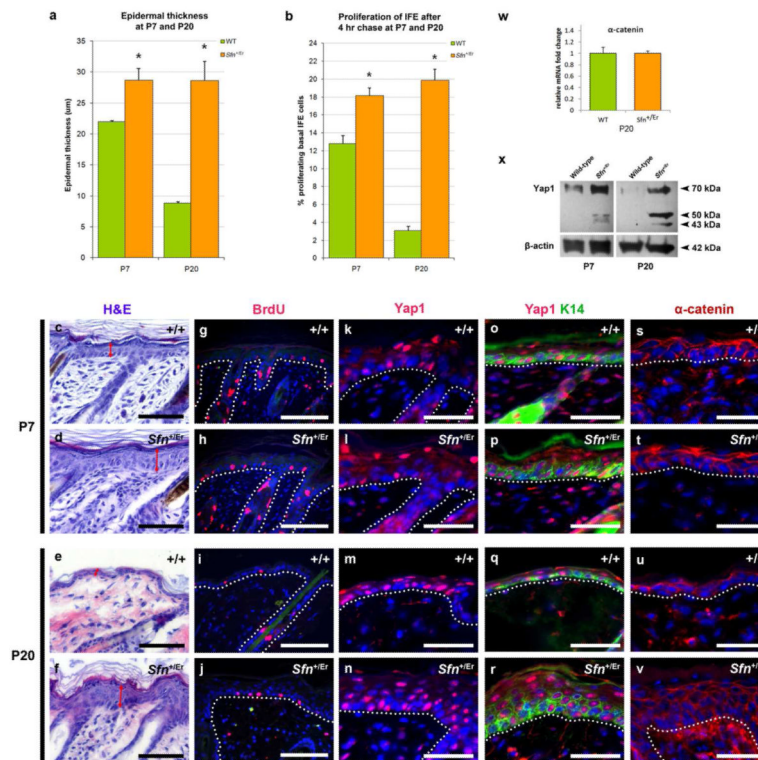 a
Epidermal thickness
at P7 and P20
WT
Sfn+/Er
Epidermal thickness (um)
35
30
25
20
15
10
5
0
*
*
P7
P20
b
Proliferation of IFE after
4 hr chase at P7 and P20
WT
Sfn+/Er
% proliferating basal IFE cells
22
20
18
16
14
12
10
8
6
4
2
0
*
*
P7
P20
w
α-catenin
relative mRNA fold change
1.4
1.2
1
0.8
0.6
0.4
0.2
0
WT
Sfn+/Er
P20
x
Wild-type
Sfn+/Er
Wild-type
Sfn+/Er
Yap1
70 kDa
50 kDa
43 kDa
β-actin
42 kDa
P7
P20
H&E
BrdU
Yap1
Yap1 K14
α-catenin
P7
c +/+
g +/+
k +/+
o +/+
s +/
d Sfn+/Er
h Sfn+/Er
l Sfn+/Er
p Sfn+/Er
t Sfn+/
P20
e +/+
i +/+
m +/+
q +/+
u +/
f Sfn+/Er
j Sfn+/Er
n Sfn+/Er
r Sfn+/Er
v Sfn+/